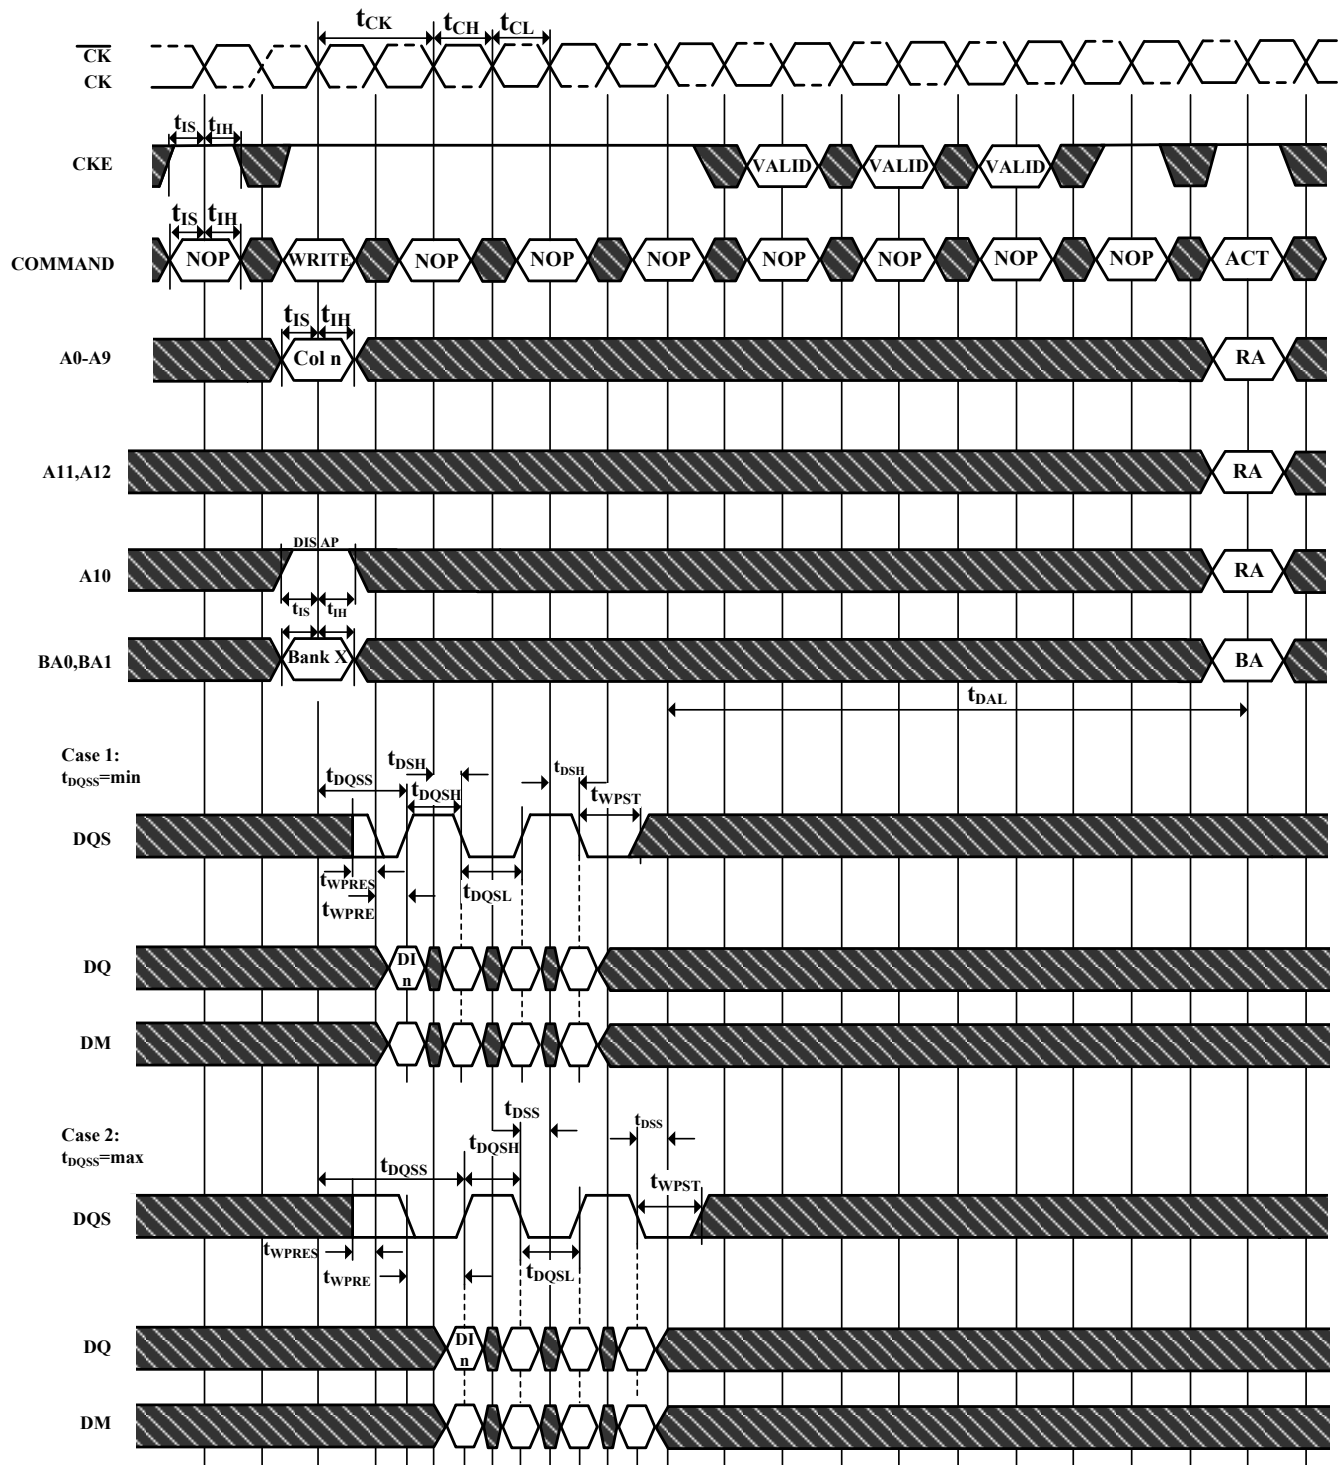 tCK tCH tCL
CK
CK
tIS tIH
CKE VALID VALID VALID
tIS tIH
COMMAND NOP WRITE NOP NOP NOP NOP NOP NOP NOP ACT
tIS tIH
A0-A9 Col n RA
A11,A12 RA
DIS AP
A10 RA
tIS tIH
BA0,BA1 Bank X BA
tDAL
Case 1:
tDQSS=min
tDSH tDSH
tDQSS tDQSH tWPST
DQS
tWPRES tDQSL
tWPRE
DQ DI
n
DM
tDSS tDSS
Case 2:
tDQSS=max
tDQSH
tDQSS tWPST
DQS
tWPRES
tWPRE tDQSL
DQ DI
n
DM